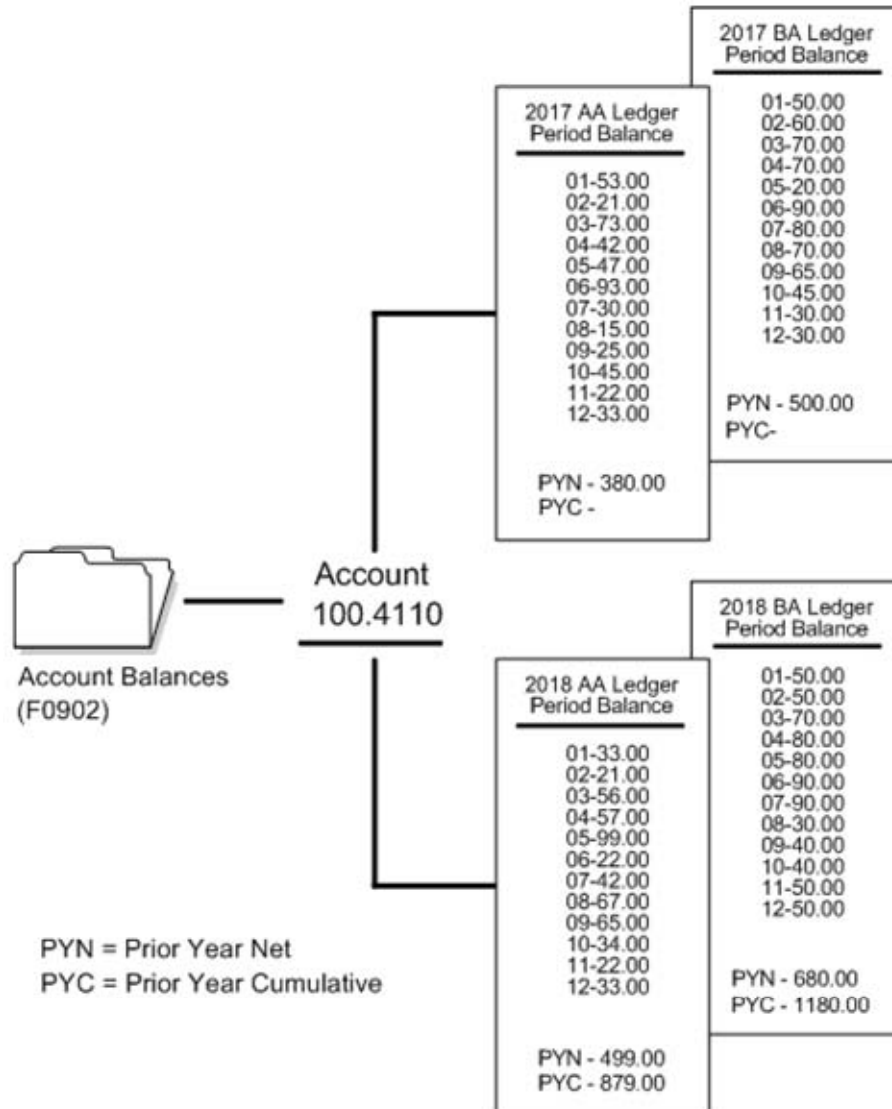 2017 BA Ledger
Period Balance
01-50.00
02-60.00
03-70.00
04-70.00
05-20.00
06-90.00
07-80.00
08-70.00
09-65.00
10-45.00
11-30.00
12-30.00
PYN - 500.00
PYC-
2017 AA Ledger
Period Balance
01-53.00
02-21.00
03-73.00
04-42.00
05-47.00
06-93.00
07-30.00
08-15.00
09-25.00
10-45.00
11-22.00
12-33.00
PYN - 380.00
PYC -
Account
100.4110
Account Balances
(F0902)
2018 BA Ledger
Period Balance
01-50.00
02-50.00
03-70.00
04-80.00
05-80.00
06-90.00
07-90.00
08-30.00
09-40.00
10-40.00
11-50.00
12-50.00
PYN - 680.00
PYC - 1180.00
2018 AA Ledger
Period Balance
01-33.00
02-21.00
03-56.00
04-57.00
05-99.00
06-22.00
07-42.00
08-67.00
09-65.00
10-34.00
11-22.00
12-33.00
PYN - 499.00
PYC - 879.00
PYN = Prior Year Net
PYC = Prior Year Cumulative